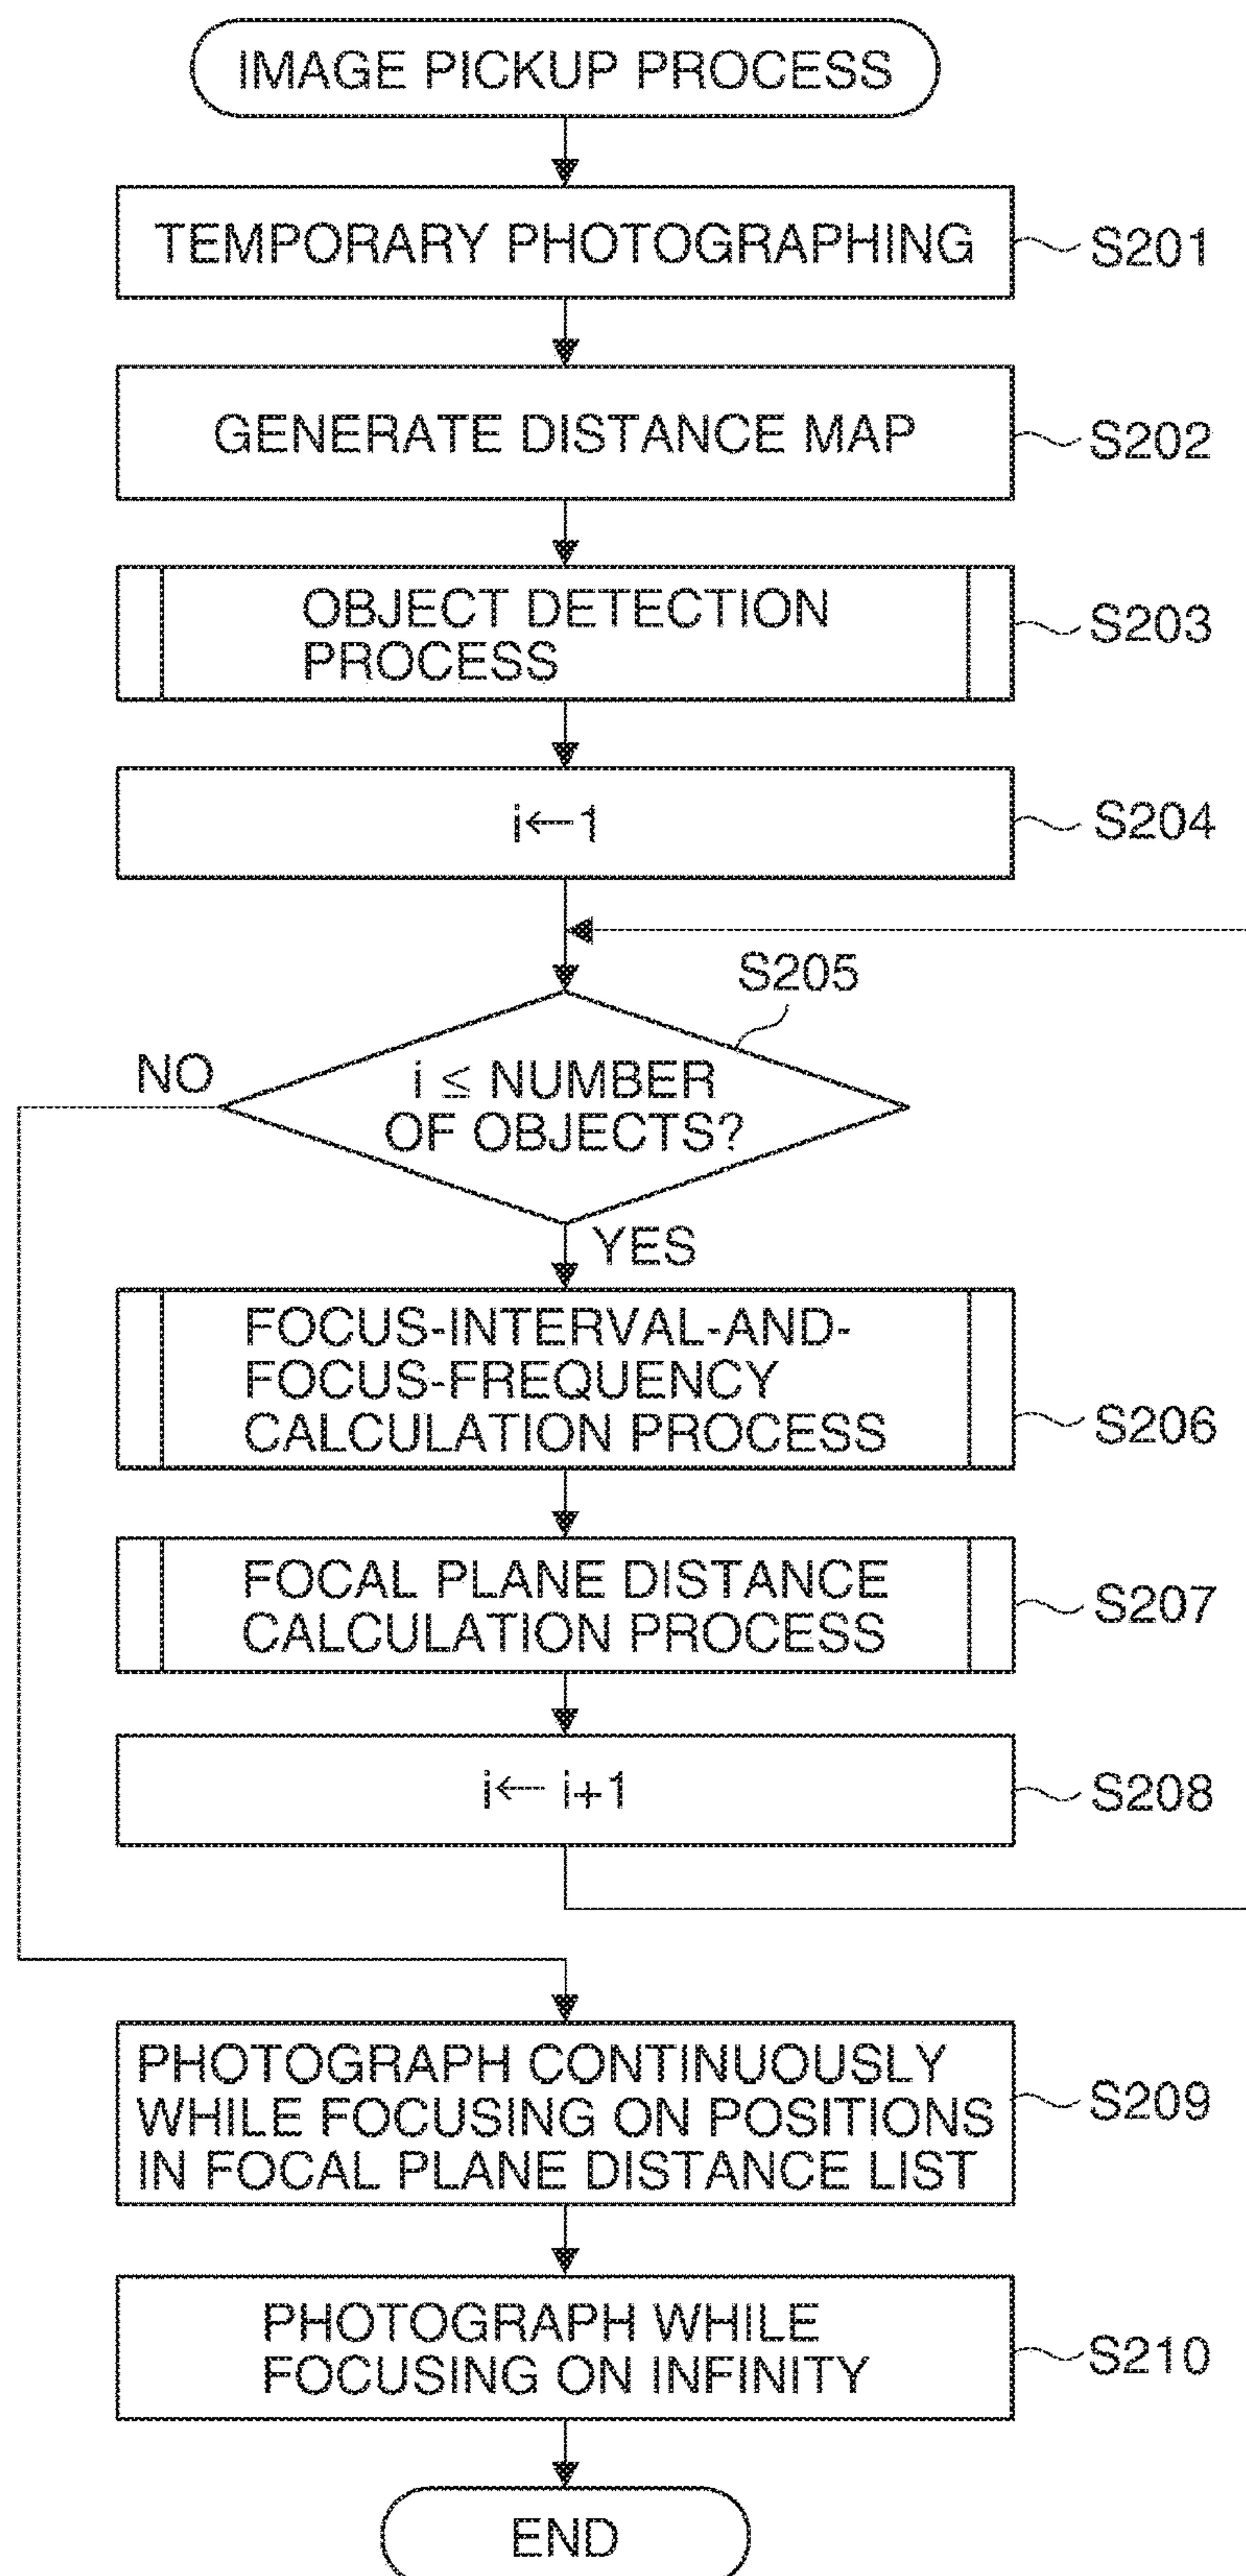 IMAGE PICKUP PROCESS
TEMPORARY PHOTOGRAPHING
S201
GENERATE DISTANCE MAP
S202
OBJECT DETECTION
PROCESS
S203
i←1
S204
S205
NO
i ≤ NUMBER
OF OBJECTS?
YES
FOCUS-INTERVAL-AND-
FOCUS-FREQUENCY
CALCULATION PROCESS
S206
FOCAL PLANE DISTANCE
CALCULATION PROCESS
S207
i← i+1
S208
PHOTOGRAPH CONTINUOUSLY
WHILE FOCUSING ON POSITIONS
IN FOCAL PLANE DISTANCE LIST
S209
PHOTOGRAPH WHILE
FOCUSING ON INFINITY
S210
END